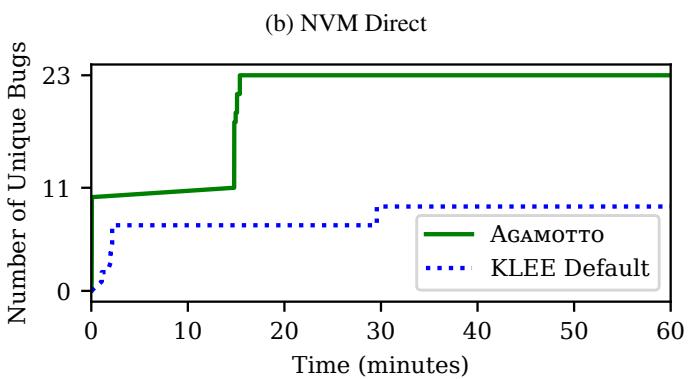 (b) NVM Direct
Number of Unique Bugs
23
11
0
AGAMOTTO
KLEE Default
0 10 20 30 40 50 60
Time (minutes)